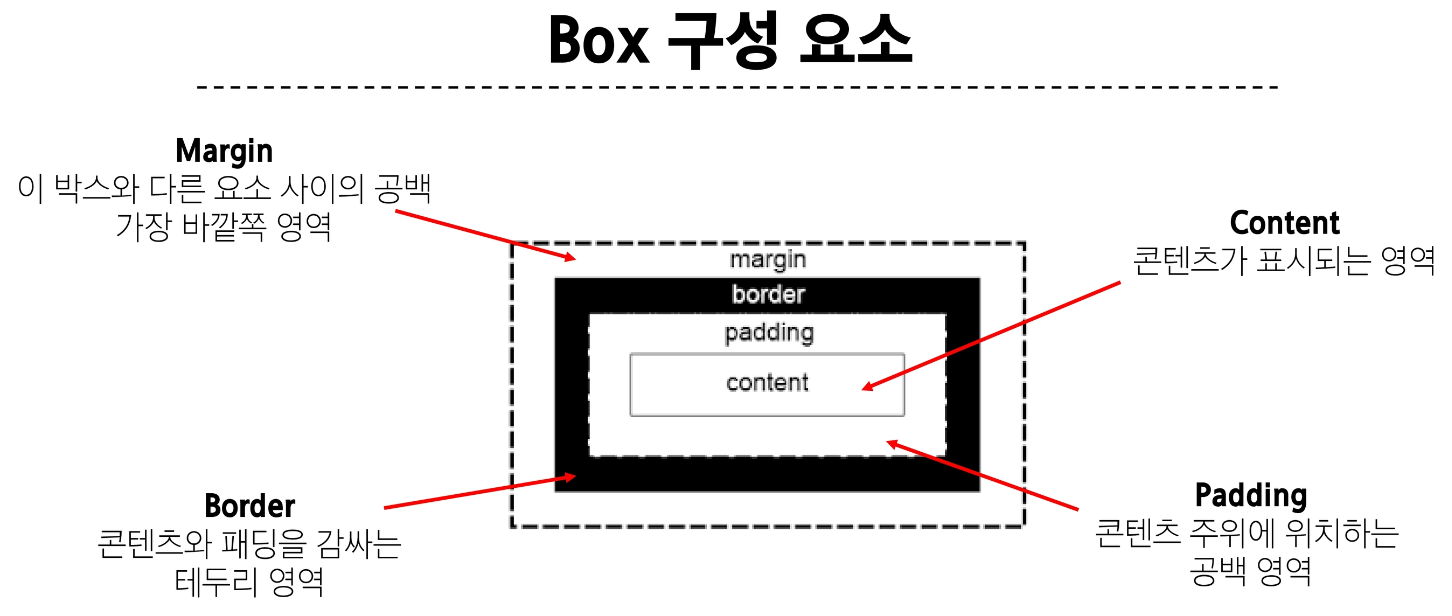 Box 구성 요소
Margin
이 박스와 다른 요소 사이의 공백
가장 바깥쪽 영역
Content
콘텐츠가 표시되는 영역
margin
border
padding
content
Border
콘텐츠와 패딩을 감싸는
테두리 영역
Padding
콘텐츠 주위에 위치하는
공백 영역